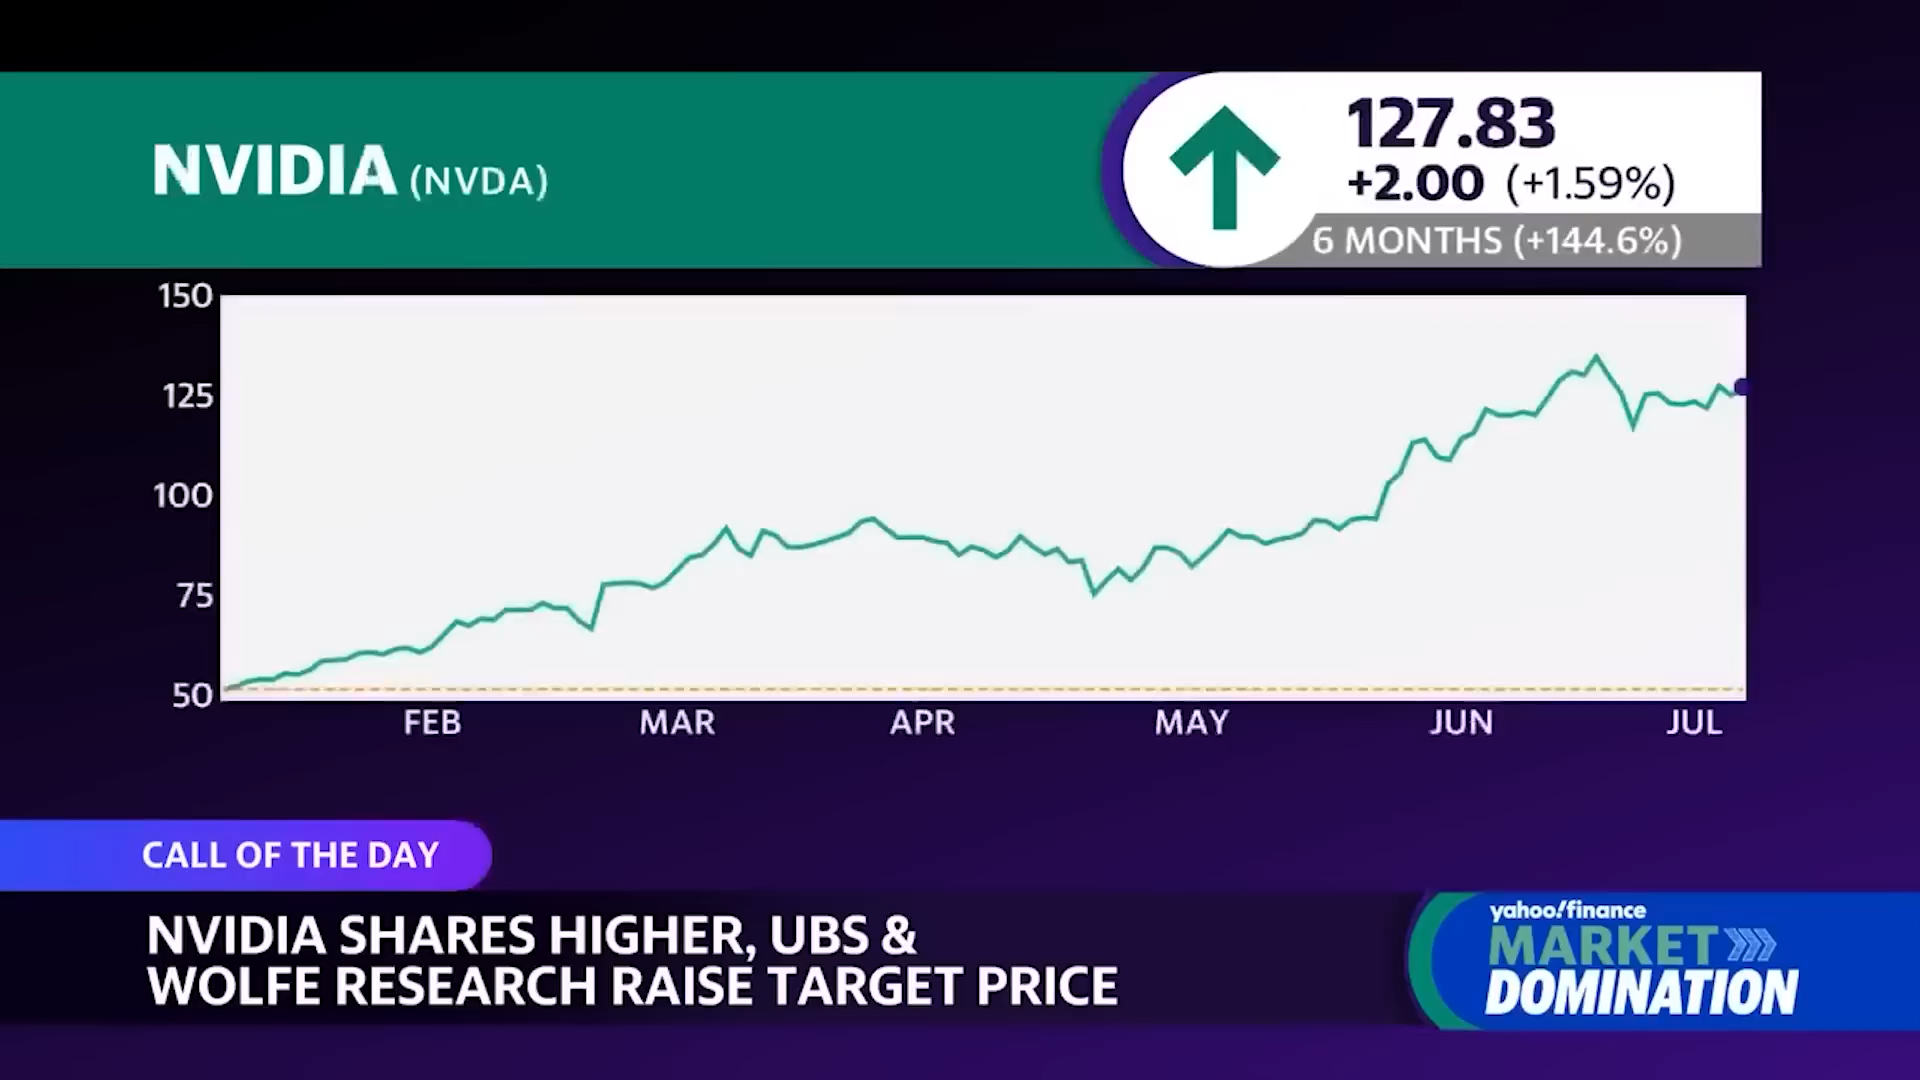 NVIDIA (NVDA)
127.83
+2.00 (+1.59%)
6 MONTHS (+144.6%)
150
125
100
75
50
FEB MAR APR MAY JUN JUL
CALL OF THE DAY
NVIDIA SHARES HIGHER, UBS &
WOLFE RESEARCH RAISE TARGET PRICE
yahoo!finance
MARKET
DOMINATION